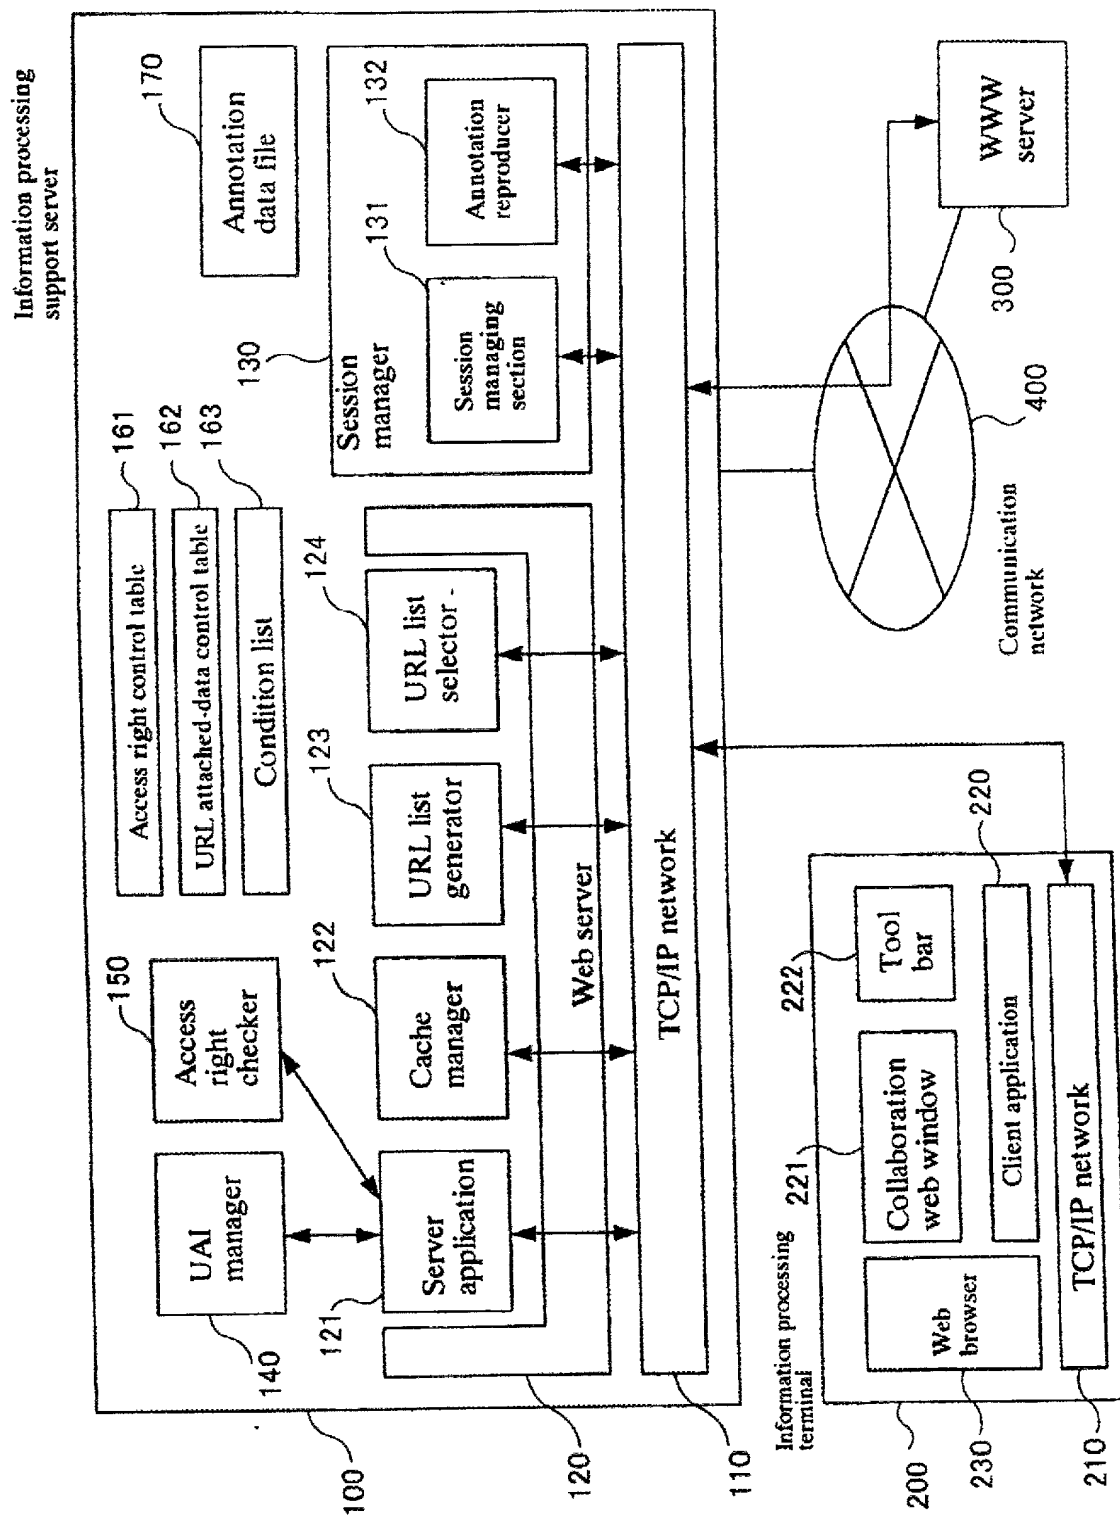 Information processing
support server
140
UAI
manager
150
Access
right
checker
Access right control table
161
URL attached-data control table
162
Condition list
163
170
Annotation
data file
121
Server
application
122
Cache
manager
123
URL list
generator
124
URL list
selector
130
Session
manager
131
Session
managing
section
132
Annotation
reproducer
100
120
Web server
110
TCP/IP network
Information processing
terminal
200
230
Web
browser
221
Collaboration
web window
222
Tool
bar
220
Client application
210
TCP/IP network
Communication
network
400
300
WWW
server